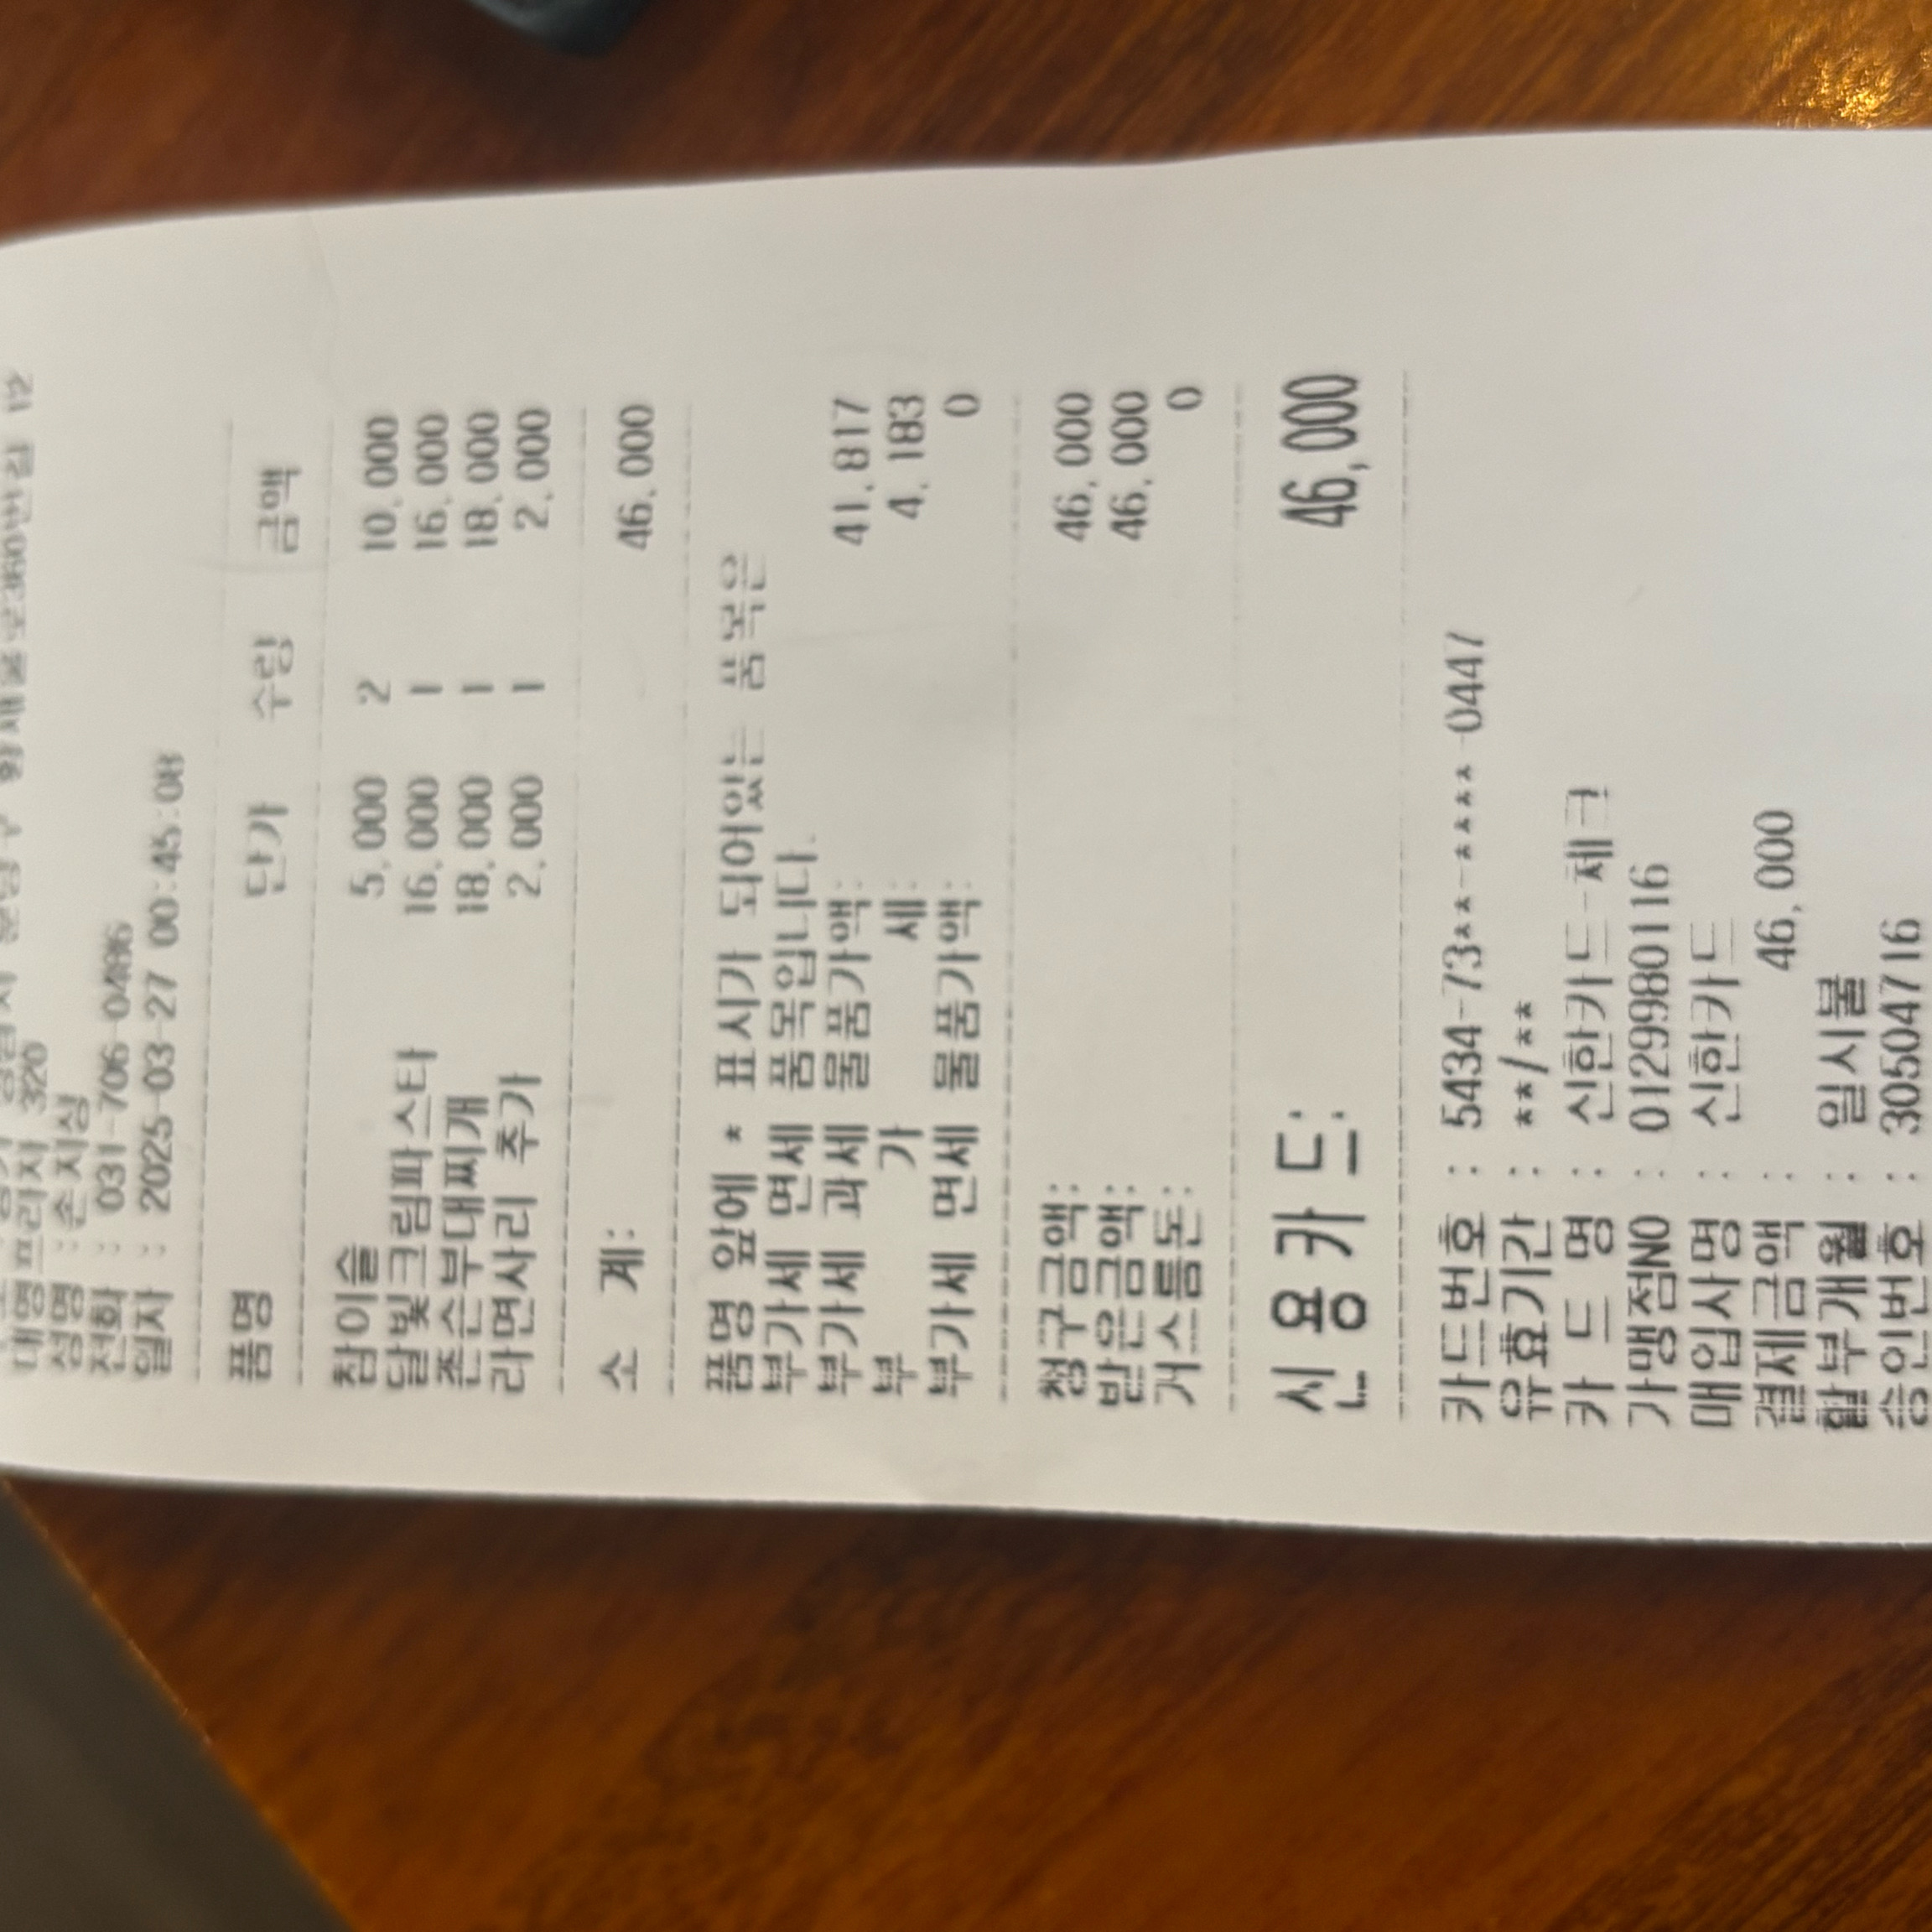 대명프라자 320
성명 : 손지상
전화 : 031-706-0486
일자 : 2025-03-27 00:45:08
품명 단가 수량 금액
참이슬 5,000 2 10,000
달빛크림파스타 16,000 1 16,000
존슨부대찌개 18,000 1 18,000
라면사리 추가 2,000 1 2,000
소 계: 46,000
품명 앞에 * 표시가 되어있는 품목은
부가세 면세 품목입니다.
부가세 과세 물품가액: 41,817
부 가 세: 4,183
부가세 면세 물품가액: 0
청구금액: 46,000
받은금액: 46,000
거스름돈: 0
신용카드: 46,000
카드번호 : 5434-73**-****-0447
유효기간 : **/**
카 드 명 : 신한카드-체크
가맹점NO : 0129980116
매입사명 : 신한카드
결제금액 : 46,000
할부개월 : 일시불
승인번호 : 30504716